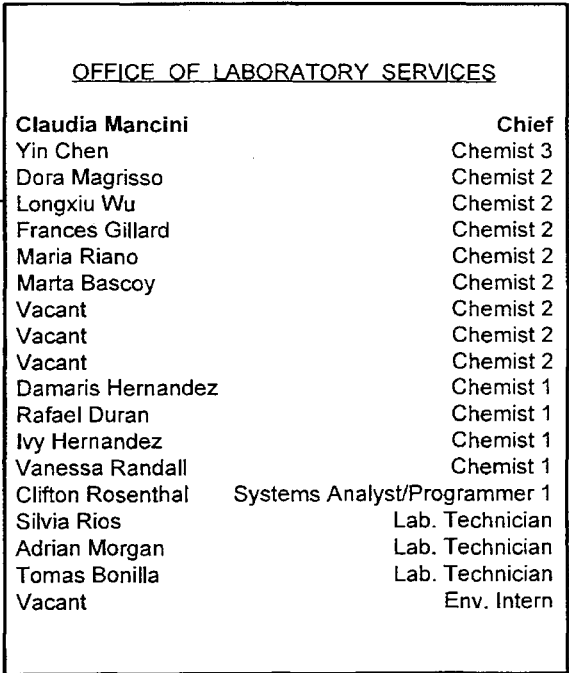 OFFICE OF LABORATORY SERVICES
Claudia Mancini Chief
Yin Chen Chemist 3
Dora Magrisso Chemist 2
Longxiu Wu Chemist 2
Frances Gillard Chemist 2
Maria Riano Chemist 2
Marta Bascoy Chemist 2
Vacant Chemist 2
Vacant Chemist 2
Vacant Chemist 2
Damaris Hernandez Chemist 1
Rafael Duran Chemist 1
Ivy Hernandez Chemist 1
Vanessa Randall Chemist 1
Clifton Rosenthal Systems Analyst/Programmer 1
Silvia Rios Lab. Technician
Adrian Morgan Lab. Technician
Tomas Bonilla Lab. Technician
Vacant Env. Intern